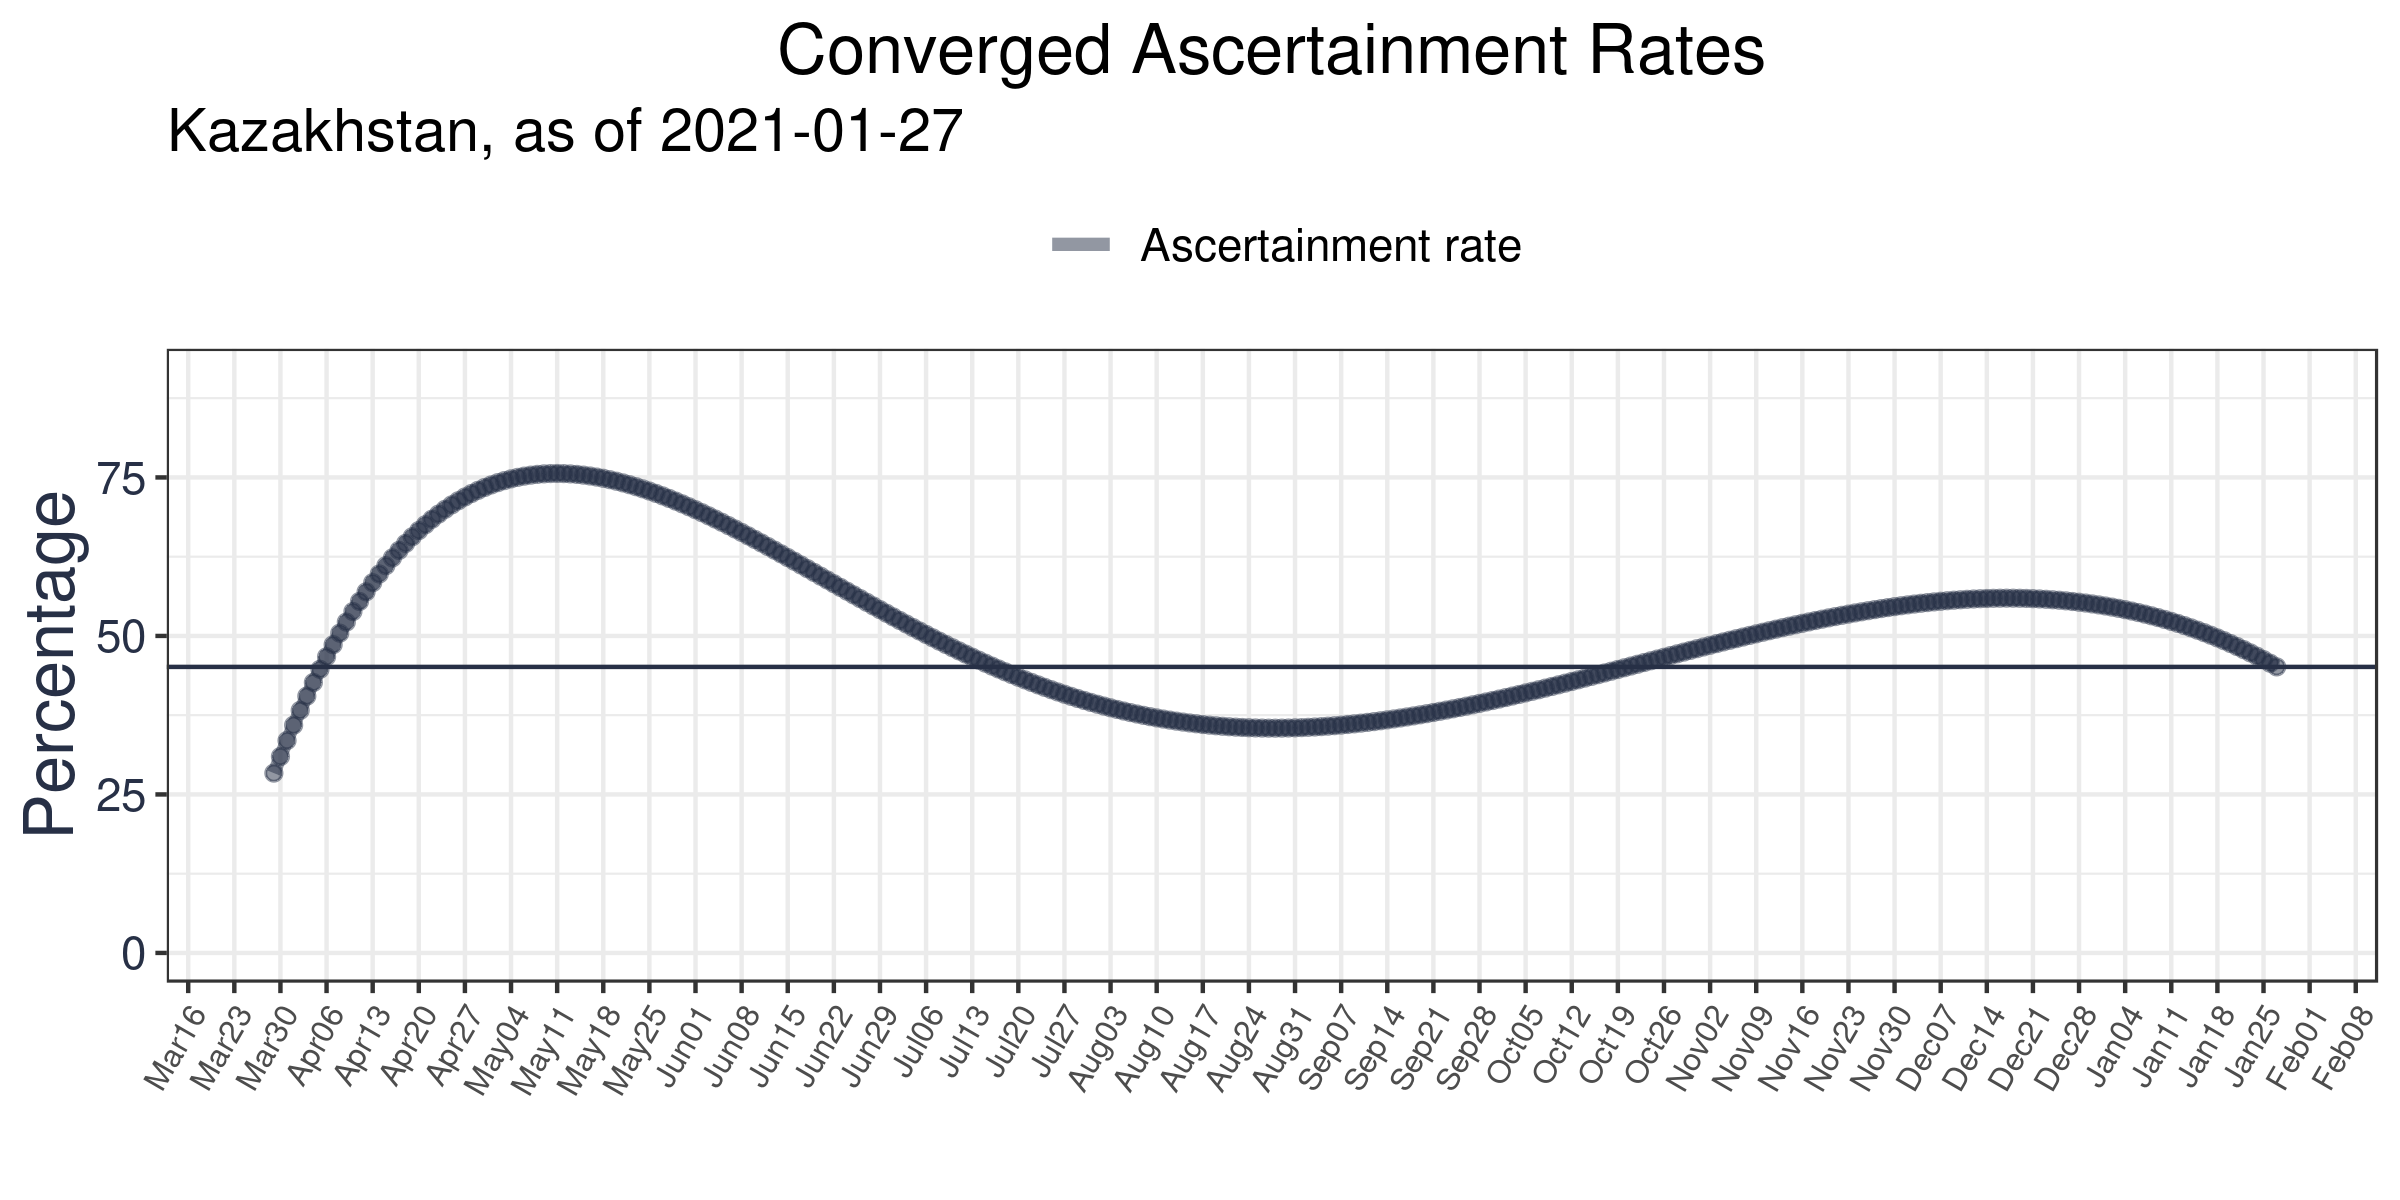 Converged Ascertainment Rates
Kazakhstan, as of 2021-01-27
Ascertainment rate
Percentage
75
50
25
0
Mar16 Mar23 Mar30 Apr06 Apr13 Apr20 Apr27 May04 May11 May18 May25 Jun01 Jun08 Jun15 Jun22 Jun29 Jul06 Jul13 Jul20 Jul27 Aug03 Aug10 Aug17 Aug24 Aug31 Sep07 Sep14 Sep21 Sep28 Oct05 Oct12 Oct19 Oct26 Nov02 Nov09 Nov16 Nov23 Nov30 Dec07 Dec14 Dec21 Dec28 Jan04 Jan11 Jan18 Jan25 Feb01 Feb08